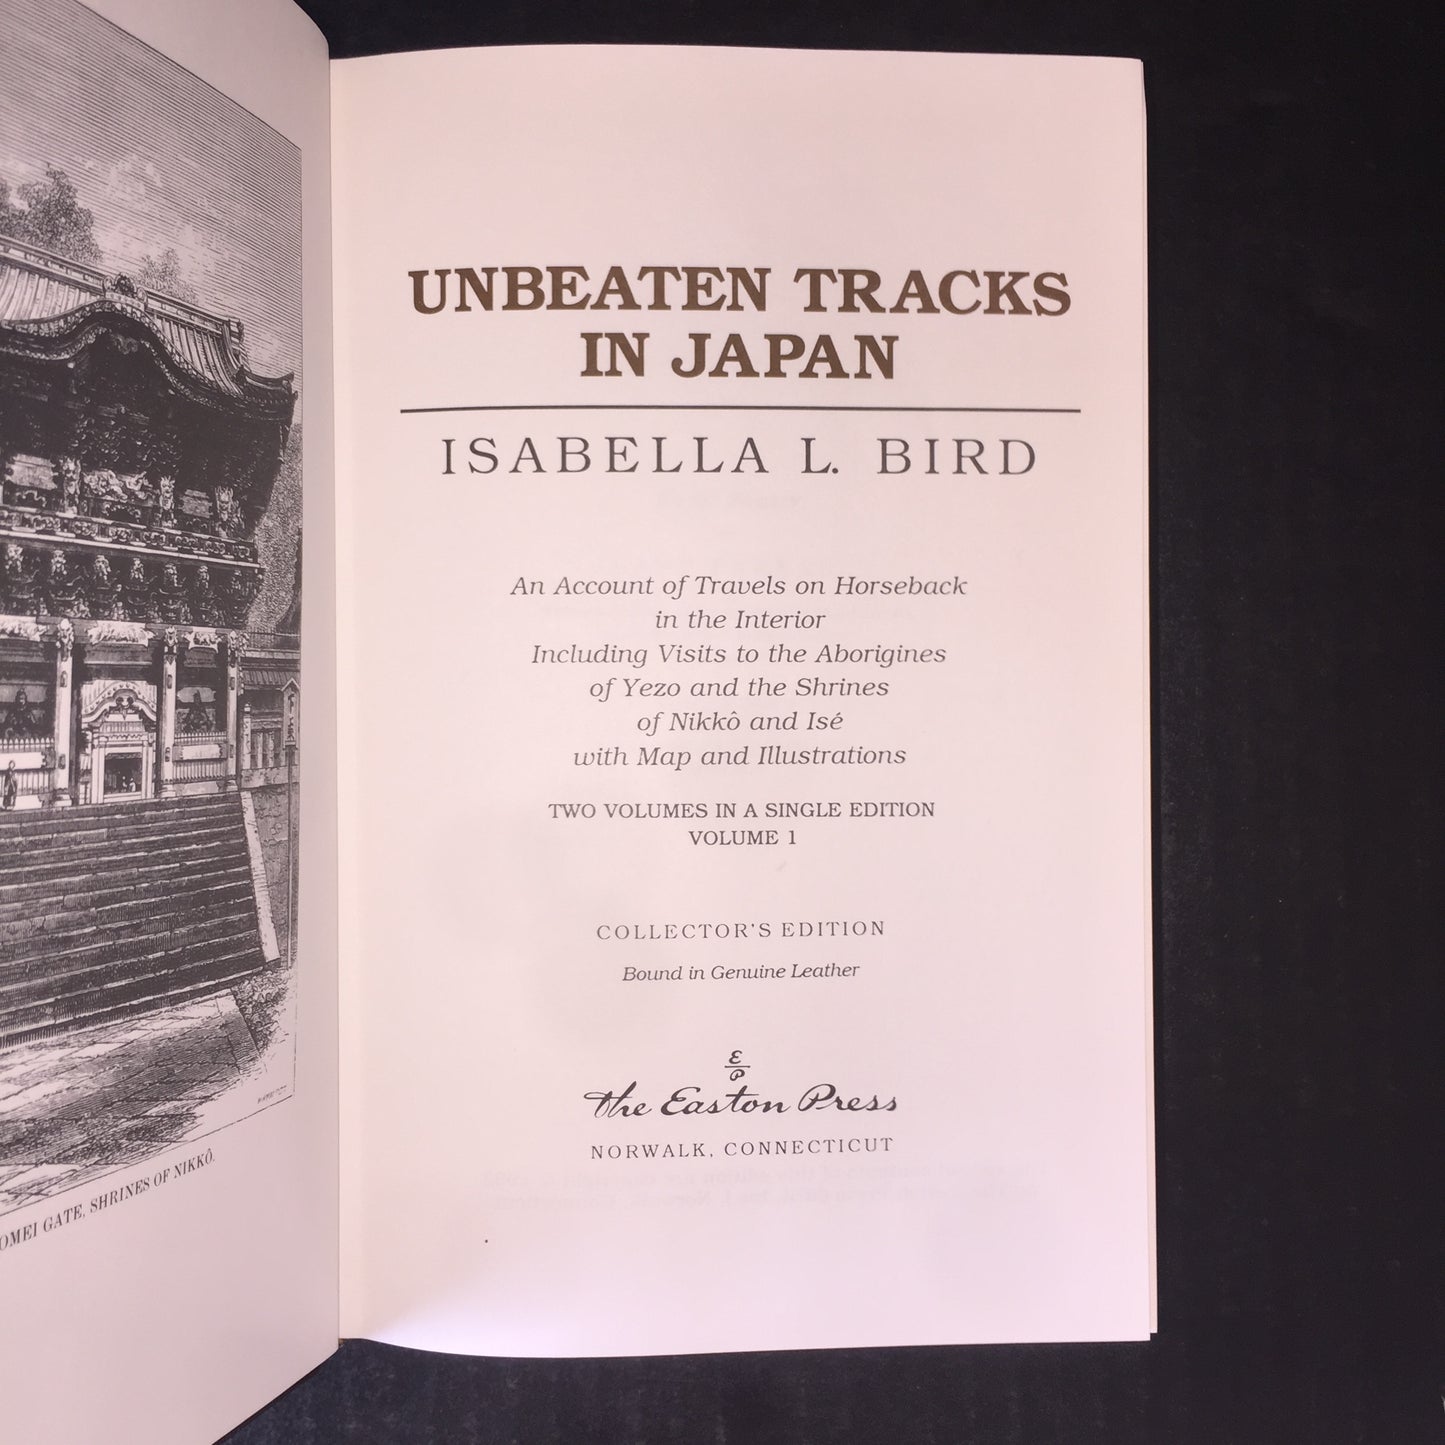 OMEI GATE, SHRINES OF NIKKÔ.
UNBEATEN TRACKS
IN JAPAN
ISABELLA L. BIRD
An Account of Travels on Horseback
in the Interior
Including Visits to the Aborigines
of Yezo and the Shrines
of Nikkô and Isé
with Map and Illustrations
TWO VOLUMES IN A SINGLE EDITION
VOLUME 1
COLLECTOR'S EDITION
Bound in Genuine Leather
E
P
The Easton Press
NORWALK, CONNECTICUT